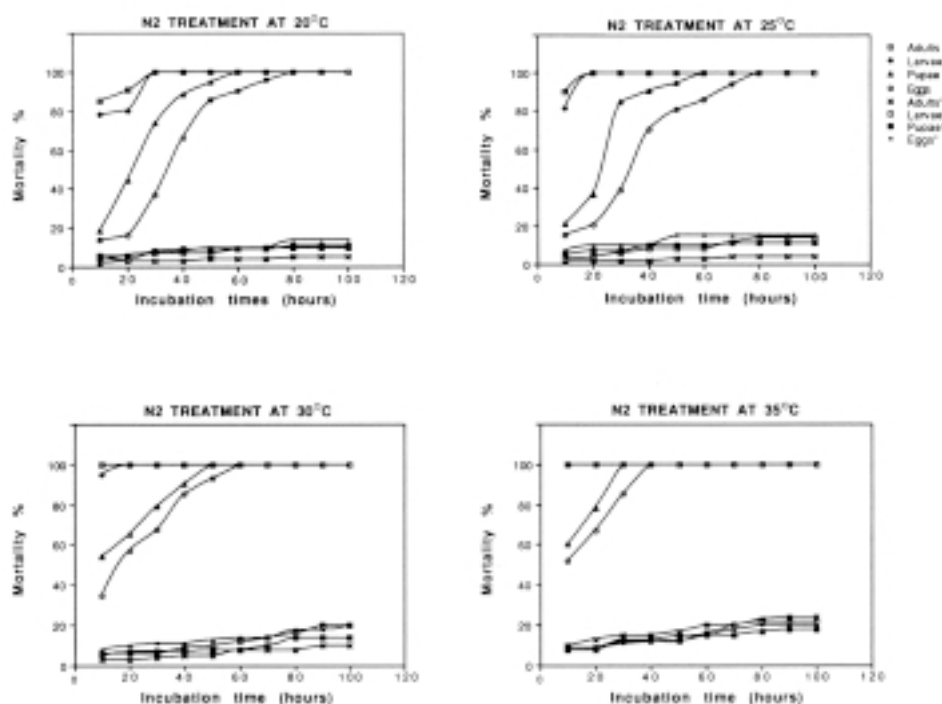 N2 TREATMENT AT 20°C
Mortality %
100
80
60
40
20
0
0 20 40 60 80 100 120
Incubation times (hours)
N2 TREATMENT AT 25°C
Mortality %
100
80
60
40
20
0
0 20 40 60 80 100 120
Incubation time (hours)
Adults
Larvae
Pupae
Eggs
Adults'
Larvae
Pupae'
Eggs'
N2 TREATMENT AT 30°C
Mortality %
100
80
60
40
20
0
0 20 40 60 80 100 120
Incubation time (hours)
N2 TREATMENT AT 35°C
Mortality %
100
80
60
40
20
0
0 20 40 60 80 100 120
Incubation time (hours)